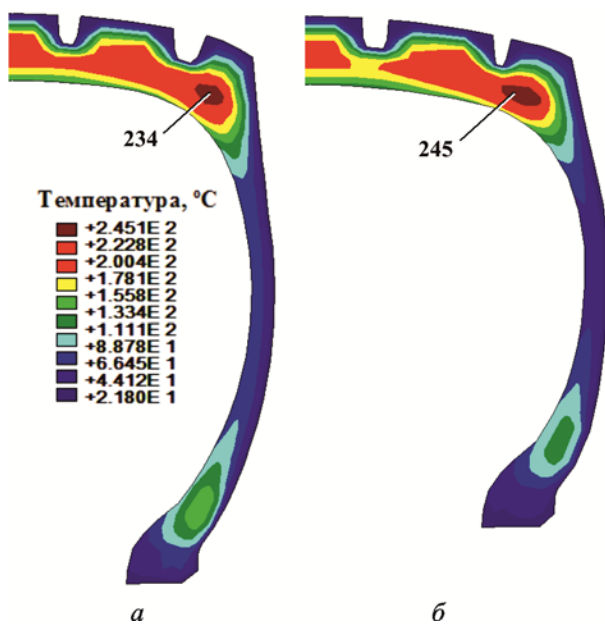 234
245
Температура, ⁰C
+2.451E 2
+2.228E 2
+2.004E 2
+1.781E 2
+1.558E 2
+1.334E 2
+1.111E 2
+8.878E 1
+6.645E 1
+4.412E 1
+2.180E 1
а б